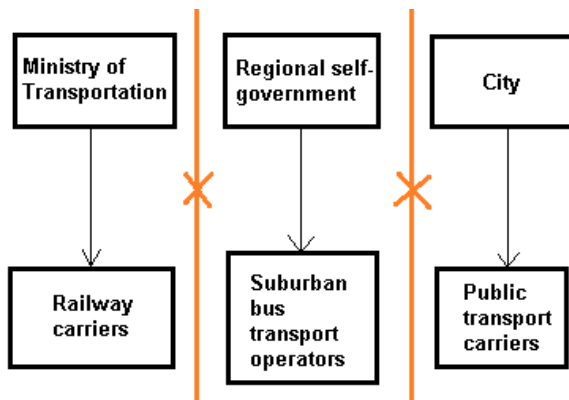 Ministry of
Transportation
Regional self-
government
City
Railway
carriers
Suburban
bus
transport
operators
Public
transport
carriers